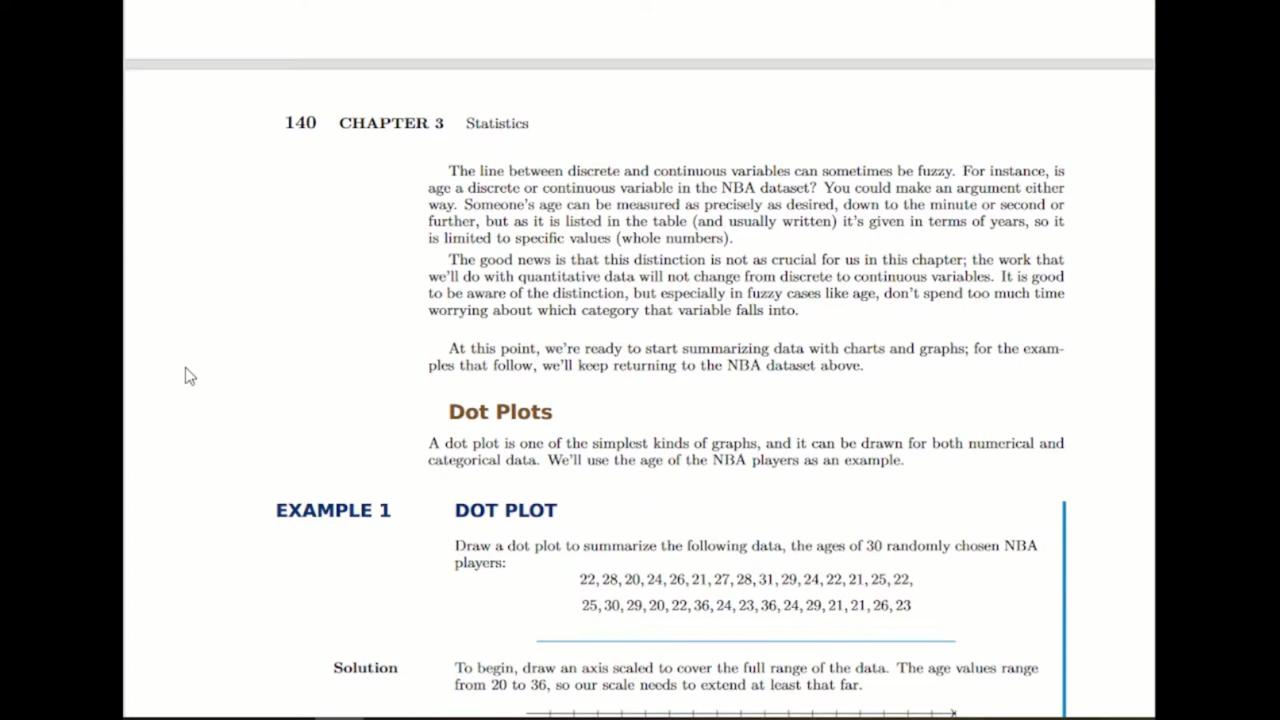 140 CHAPTER 3 Statistics
The line between discrete and continuous variables can sometimes be fuzzy. For instance, is
age a discrete or continuous variable in the NBA dataset? You could make an argument either
way. Someone's age can be measured as precisely as desired, down to the minute or second or
further, but as it is listed in the table (and usually written) it's given in terms of years, so it
is limited to specific values (whole numbers).
The good news is that this distinction is not as crucial for us in this chapter; the work that
we'll do with quantitative data will not change from discrete to continuous variables. It is good
to be aware of the distinction, but especially in fuzzy cases like age, don't spend too much time
worrying about which category that variable falls into.
At this point, we're ready to start summarizing data with charts and graphs; for the exam-
ples that follow, we'll keep returning to the NBA dataset above.
Dot Plots
A dot plot is one of the simplest kinds of graphs, and it can be drawn for both numerical and
categorical data. We'll use the age of the NBA players as an example.
EXAMPLE 1 DOT PLOT
Draw a dot plot to summarize the following data, the ages of 30 randomly chosen NBA
players:
22, 28, 20, 24, 26, 21, 27, 28, 31, 29, 24, 22, 21, 25, 22,
25, 30, 29, 20, 22, 36, 24, 23, 36, 24, 29, 21, 21, 26, 23
Solution To begin, draw an axis scaled to cover the full range of the data. The age values range
from 20 to 36, so our scale needs to extend at least that far.